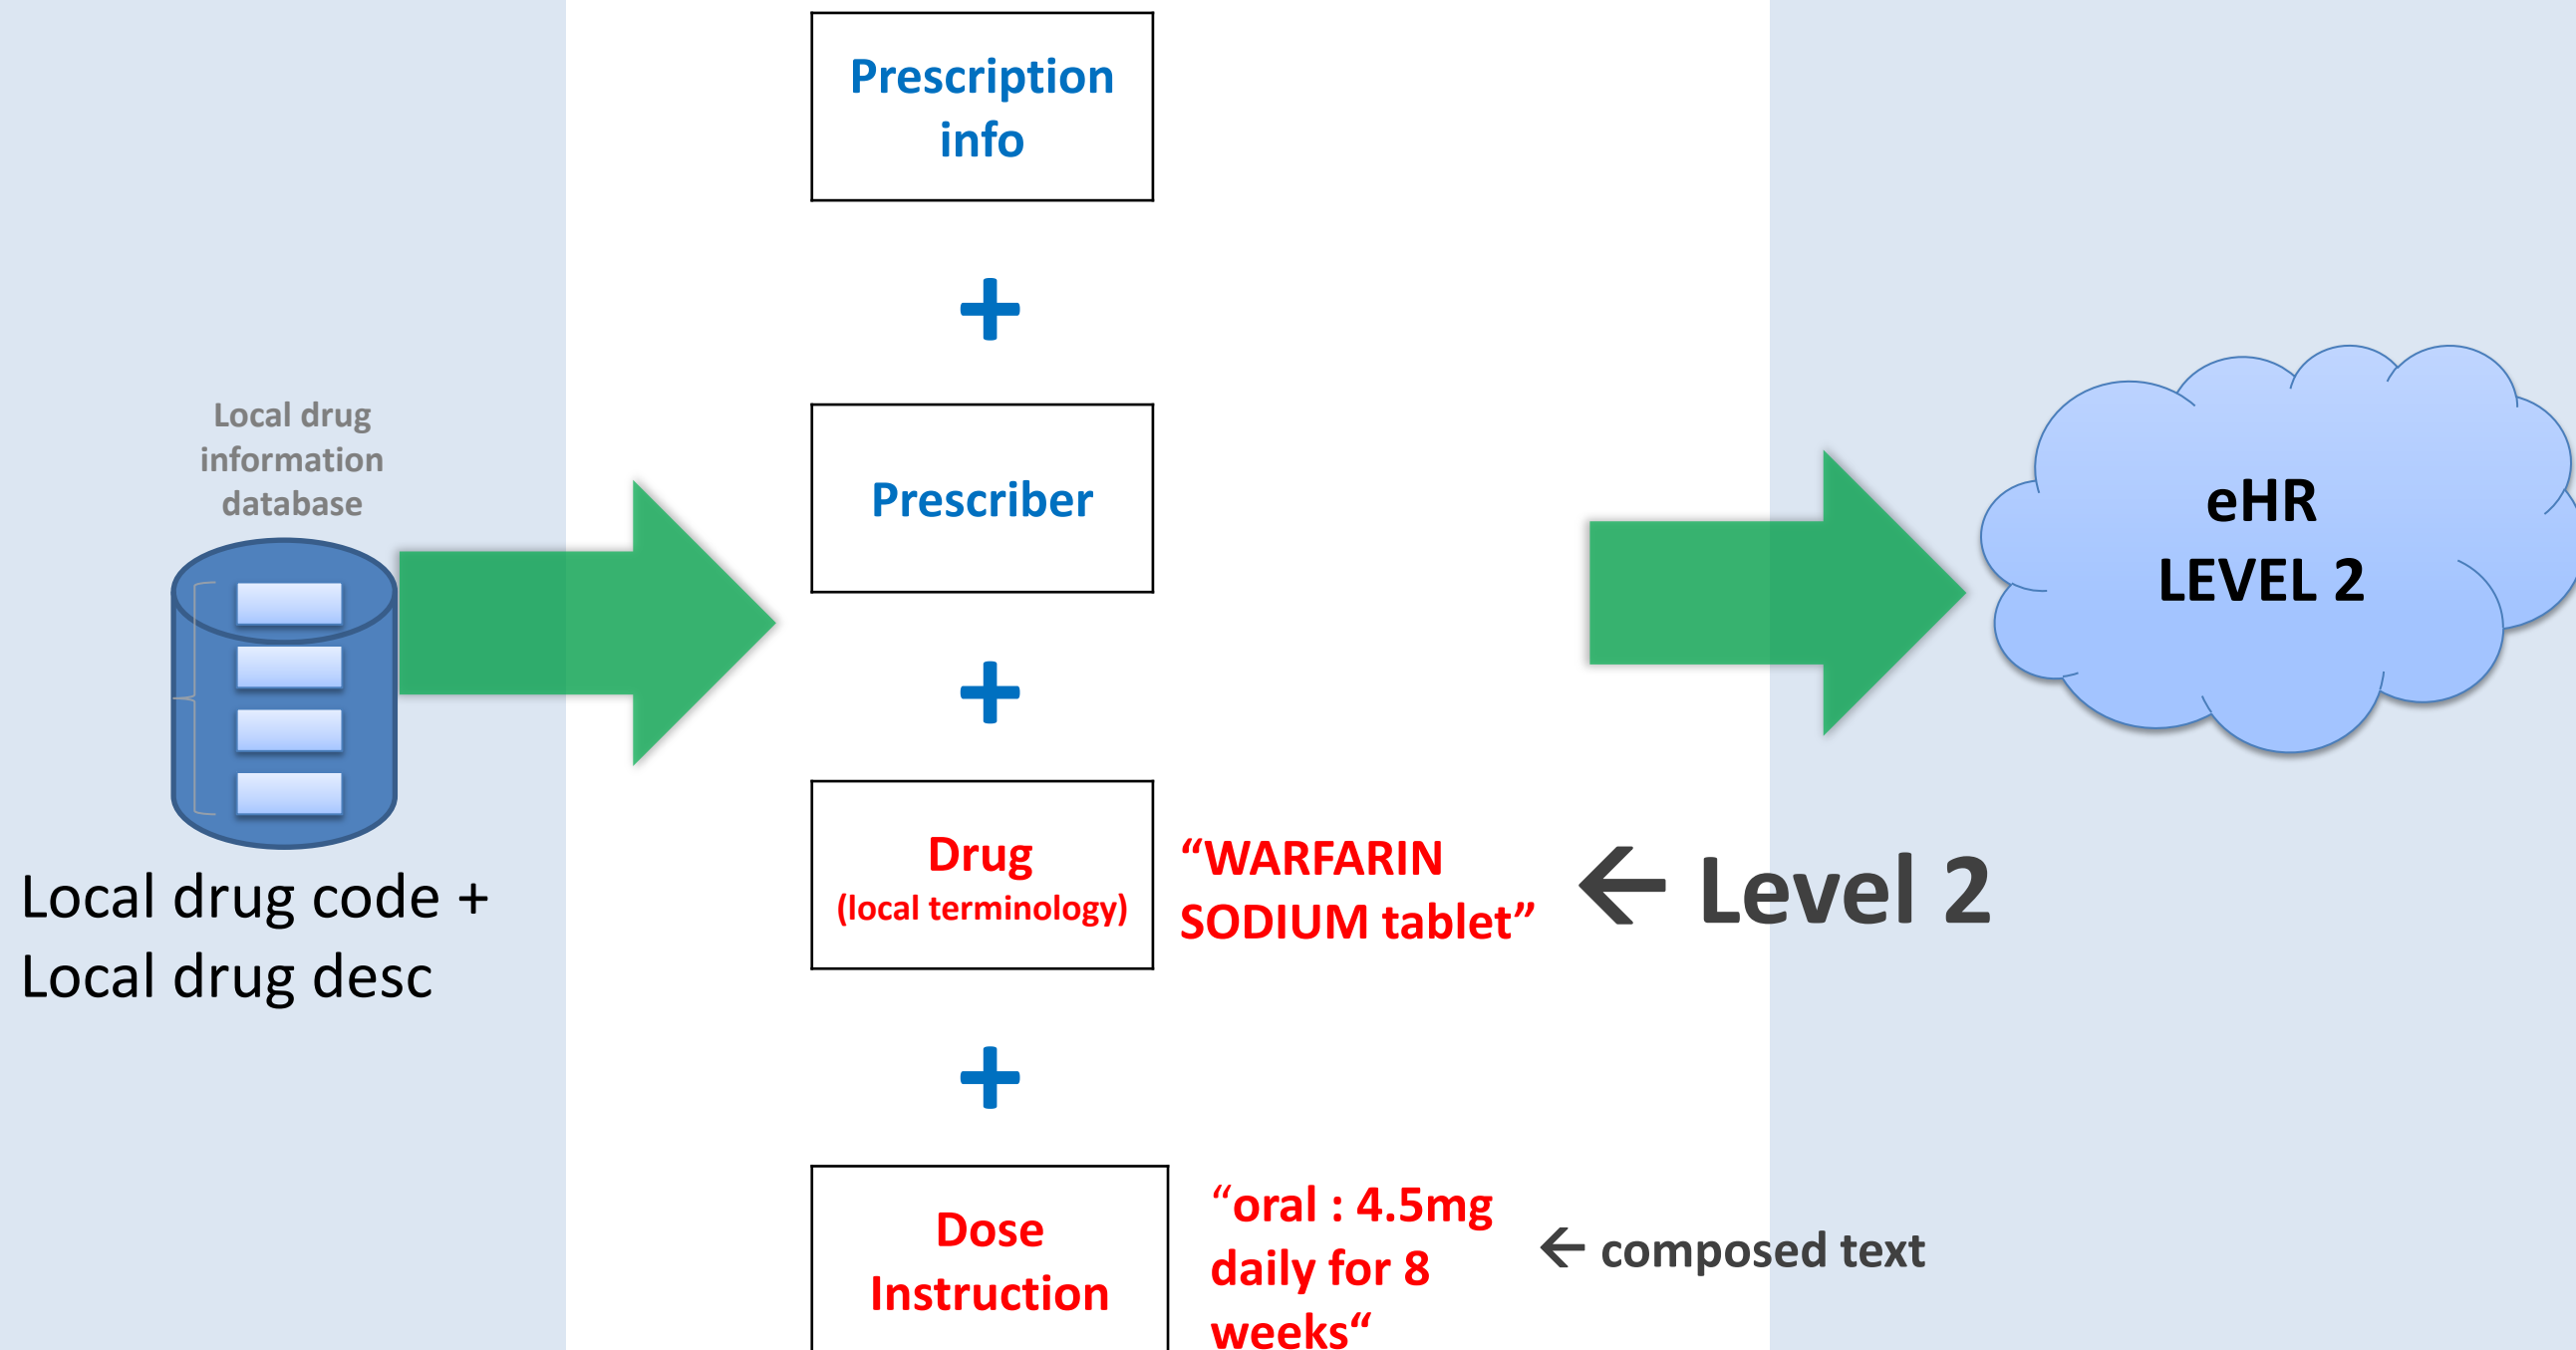 Prescription
info
+
Local drug
information
database
Prescriber
eHR
LEVEL 2
+
Local drug code +
Local drug desc
Drug
(local terminology)
“WARFARIN
SODIUM tablet”
← Level 2
+
Dose
Instruction
“oral : 4.5mg
daily for 8
weeks“
← composed text